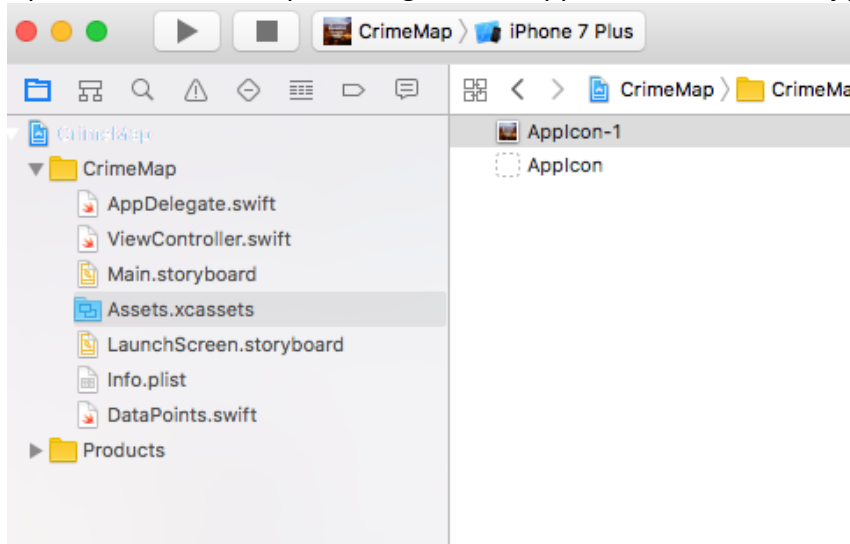 CrimeMap
iPhone 7 Plus
CrimeMap
CrimeMa
CrimeMap
AppIcon-1
CrimeMap
AppIcon
AppDelegate.swift
ViewController.swift
Main.storyboard
Assets.xcassets
LaunchScreen.storyboard
Info.plist
DataPoints.swift
Products